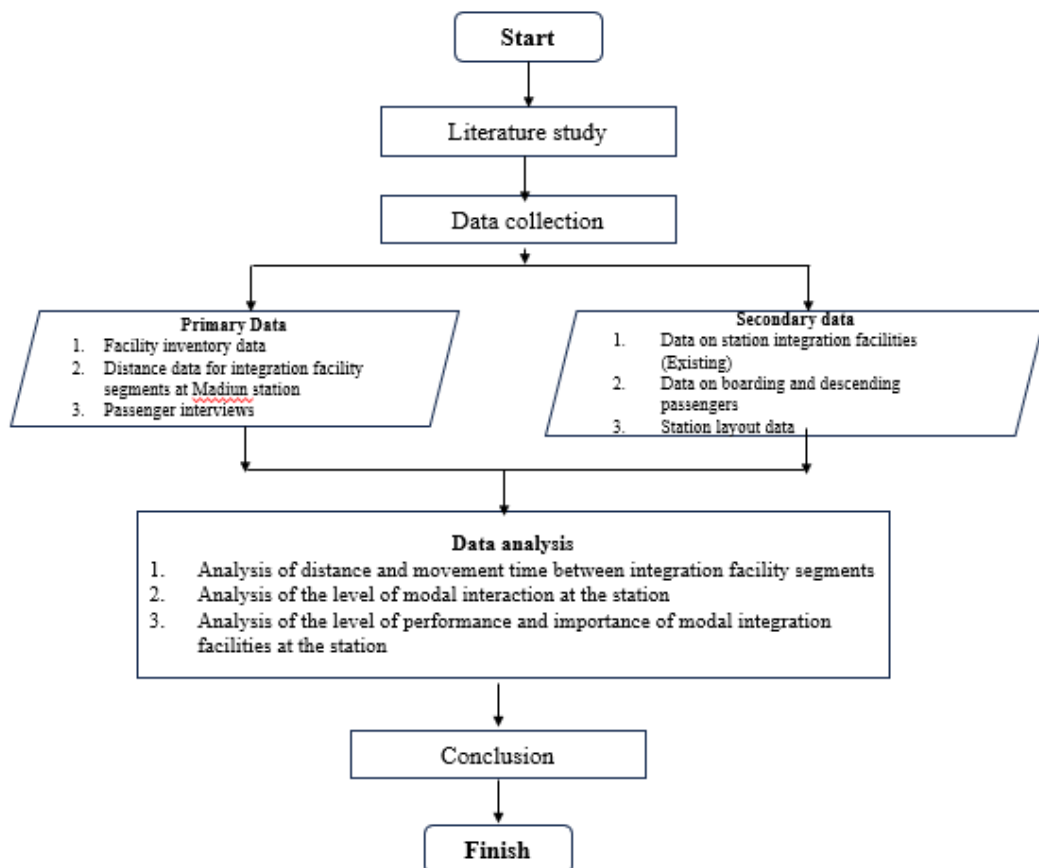 Start
Literature study
Data collection
Primary Data
1. Facility inventory data
2. Distance data for integration facility
segments at Madiun station
3. Passenger interviews
Secondary data
1. Data on station integration facilities
(Existing)
2. Data on boarding and descending
passengers
3. Station layout data
Data analysis
1. Analysis of distance and movement time between integration facility segments
2. Analysis of the level of modal interaction at the station
3. Analysis of the level of performance and importance of modal integration
facilities at the station
Conclusion
Finish